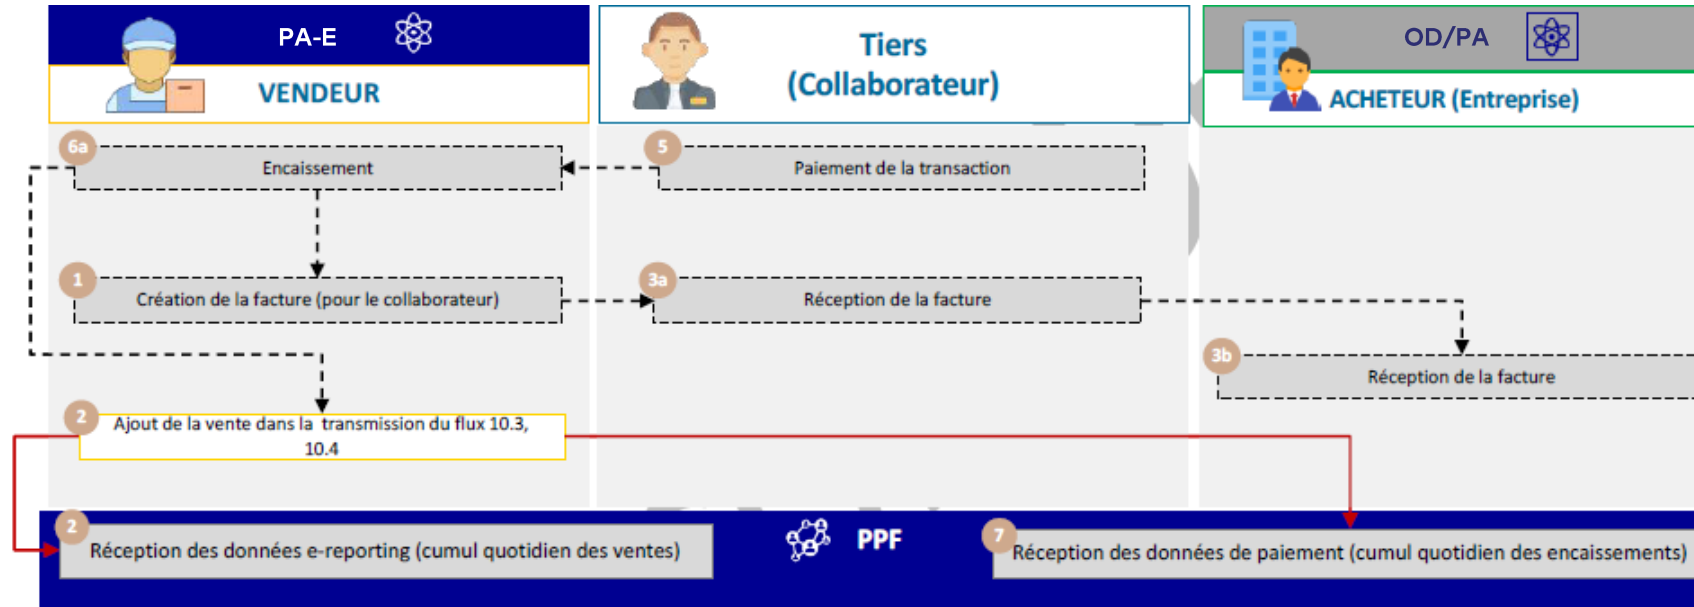 PA-E
VENDEUR
Tiers
(Collaborateur)
OD/PA
ACHETEUR (Entreprise)
6a
Encaissement
5
Paiement de la transaction
1
Création de la facture (pour le collaborateur)
3a
Réception de la facture
3b
Réception de la facture
2
Ajout de la vente dans la transmission du flux 10.3,
10.4
2
Réception des données e-reporting (cumul quotidien des ventes)
PPF
7
Réception des données de paiement (cumul quotidien des encaissements)